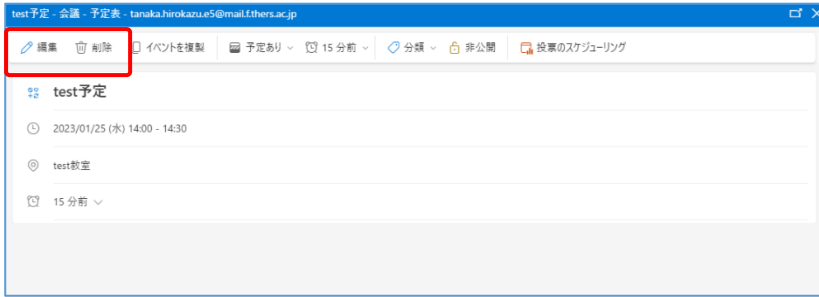 test予定 - 会議 - 予定表 - tanaka.hirokazu.e5@mail.f.thers.ac.jp
編集 削除 イベントを複製 予定あり 15 分前 分類 非公開 投票のスケジューリング
test予定
2023/01/25 (水) 14:00 - 14:30
test教室
15 分前